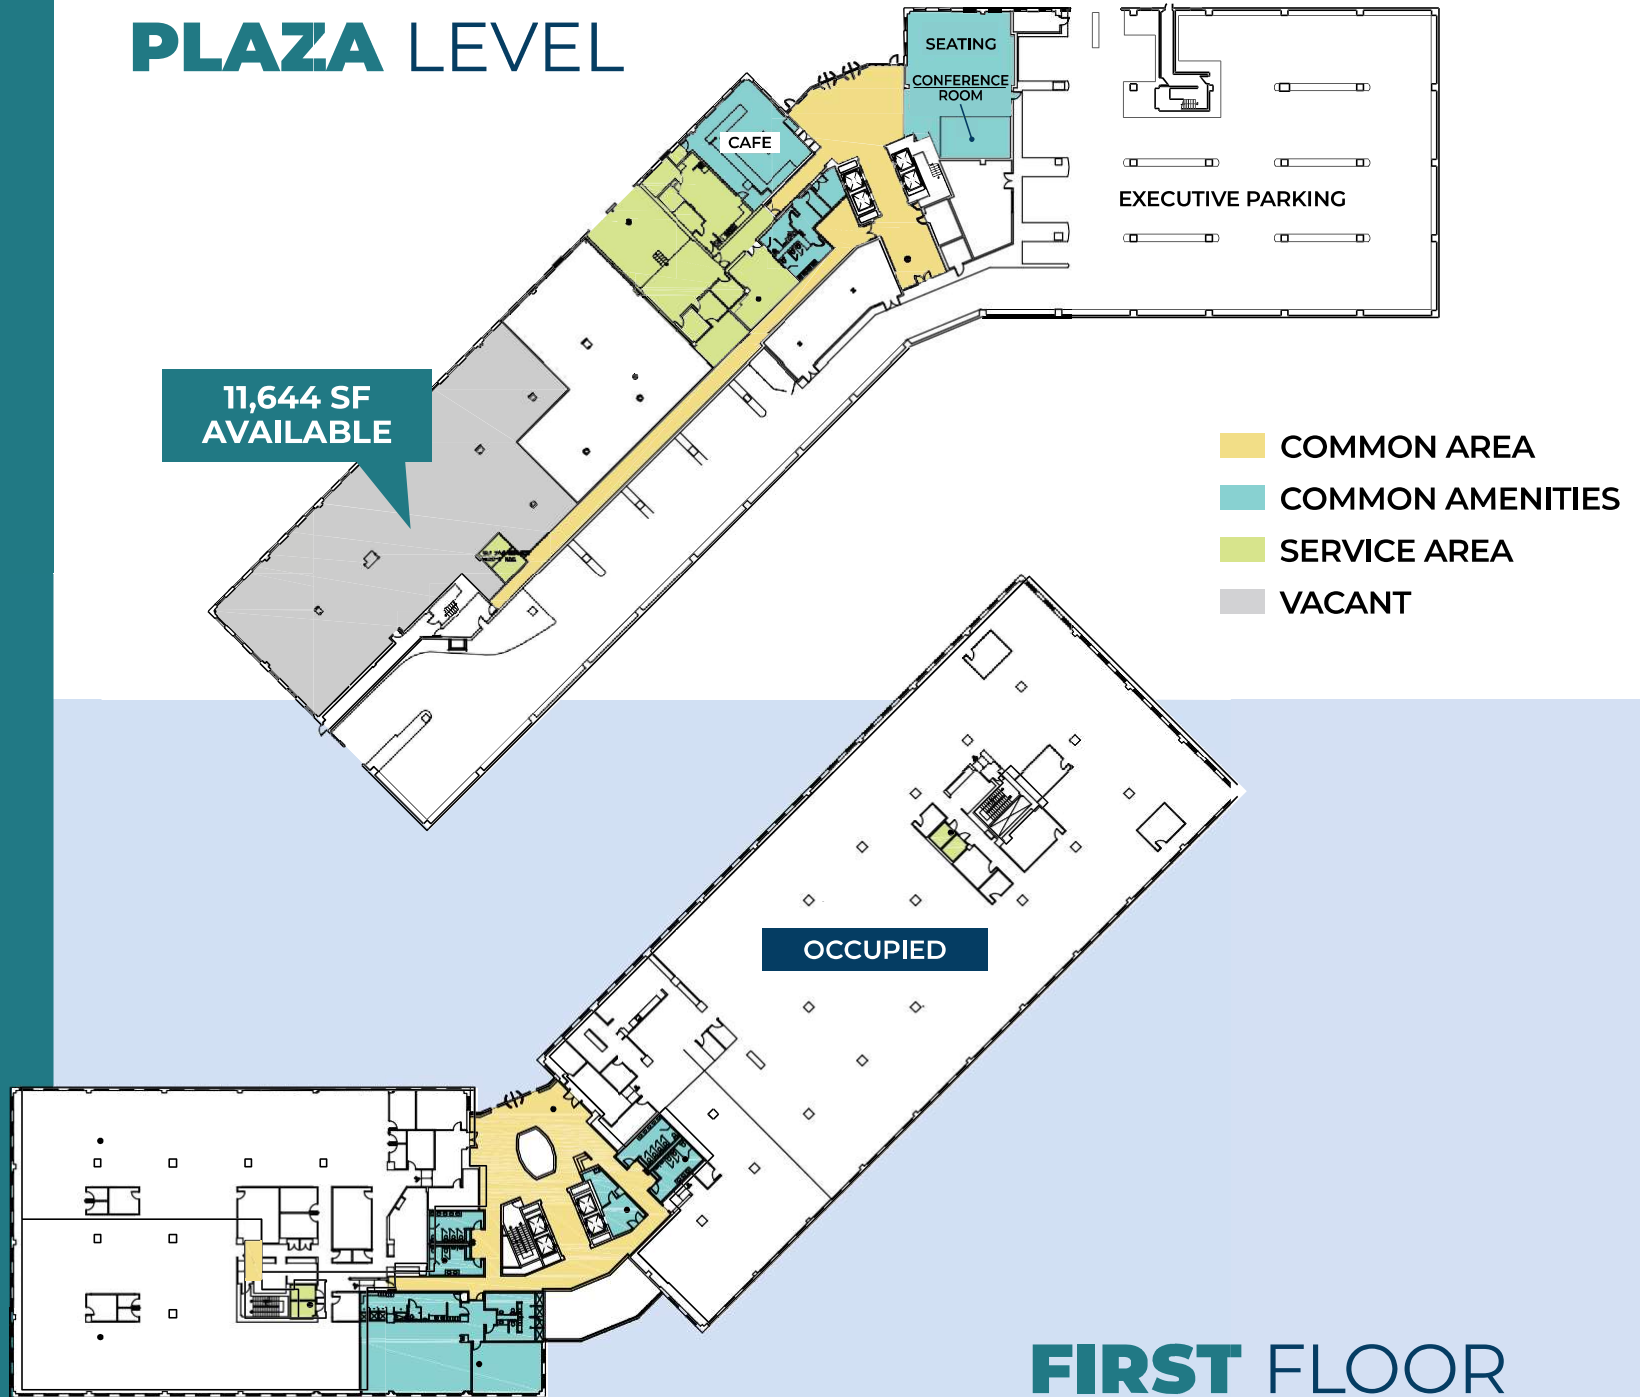 PLAZA LEVEL
SEATING
CONFERENCE
ROOM
CAFE
EXECUTIVE PARKING
11,644 SF
AVAILABLE
COMMON AREA
COMMON AMENITIES
SERVICE AREA
VACANT
OCCUPIED
FIRST FLOOR